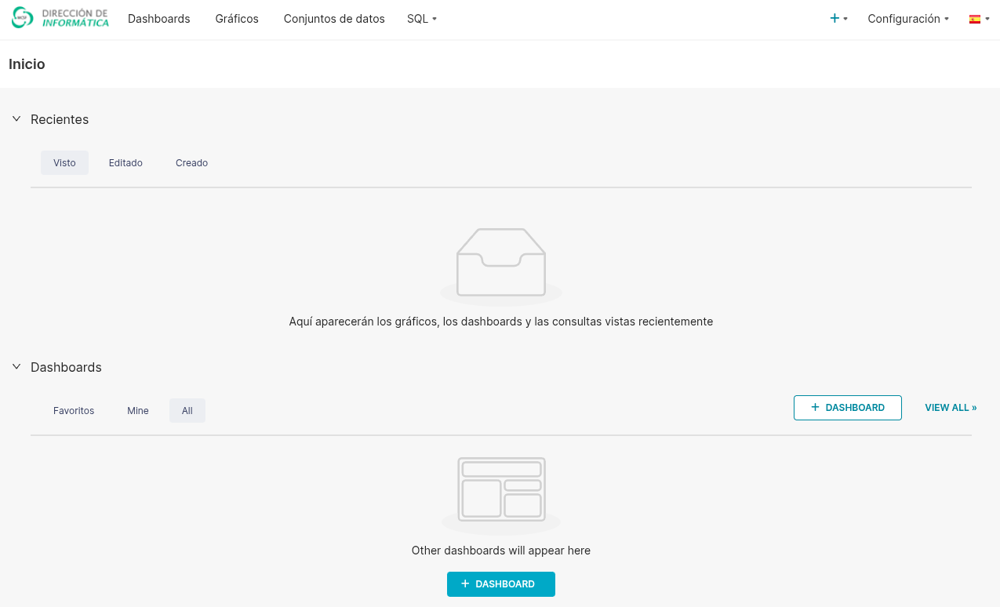 MCSF DIRECCIÓN DE
INFORMÁTICA
Dashboards Gráficos Conjuntos de datos SQL
+ Configuración
Inicio
Recientes
Visto Editado Creado
Aquí aparecerán los gráficos, los dashboards y las consultas vistas recientemente
Dashboards
Favoritos Mine All + DASHBOARD VIEW ALL »
Other dashboards will appear here
+ DASHBOARD